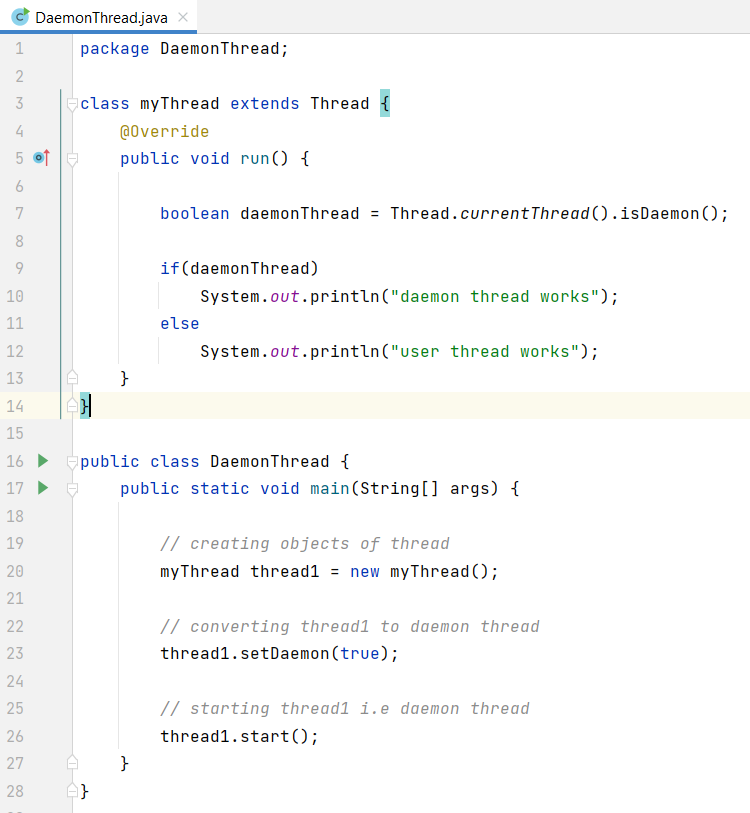 DaemonThread.java
1 package DaemonThread;
2
3 class myThread extends Thread {
4 @Override
5 public void run() {
6
7 boolean daemonThread = Thread.currentThread().isDaemon();
8
9 if(daemonThread)
10 System.out.println("daemon thread works");
11 else
12 System.out.println("user thread works");
13 }
14 }
15
16 public class DaemonThread {
17 public static void main(String[] args) {
18
19 // creating objects of thread
20 myThread thread1 = new myThread();
21
22 // converting thread1 to daemon thread
23 thread1.setDaemon(true);
24
25 // starting thread1 i.e daemon thread
26 thread1.start();
27 }
28 }